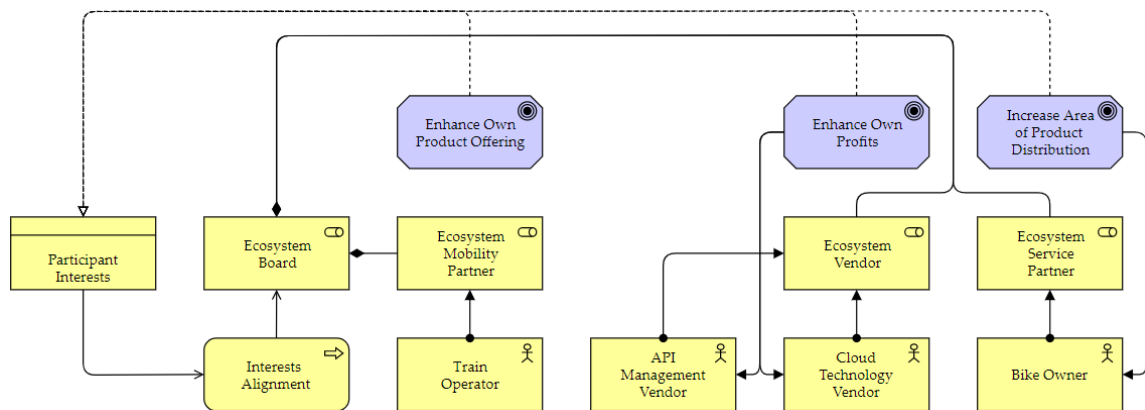 Enhance Own
Product Offering
Enhance Own
Profits
Increase Area
of Product
Distribution
Participant
Interests
Ecosystem
Board
Ecosystem
Mobility
Partner
Ecosystem
Vendor
Ecosystem
Service
Partner
Interests
Alignment
Train
Operator
API
Management
Vendor
Cloud
Technology
Vendor
Bike Owner